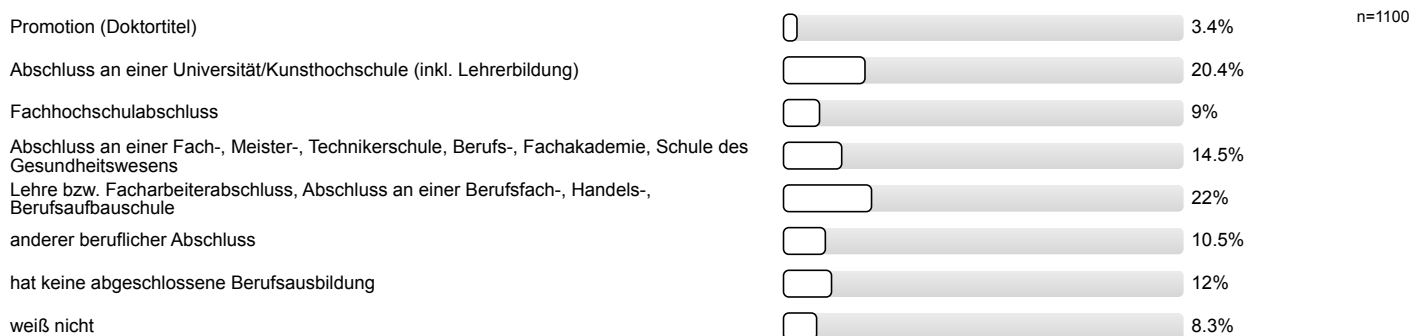 Promotion (Doktortitel) 3.4% n=1100
Abschluss an einer Universität/Kunsthochschule (inkl. Lehrerbildung) 20.4%
Fachhochschulabschluss 9%
Abschluss an einer Fach-, Meister-, Technikerschule, Berufs-, Fachakademie, Schule des
Gesundheitswesens 14.5%
Lehre bzw. Facharbeiterabschluss, Abschluss an einer Berufsfach-, Handels-,
Berufsaufbauschule 22%
anderer beruflicher Abschluss 10.5%
hat keine abgeschlossene Berufsausbildung 12%
weiß nicht 8.3%